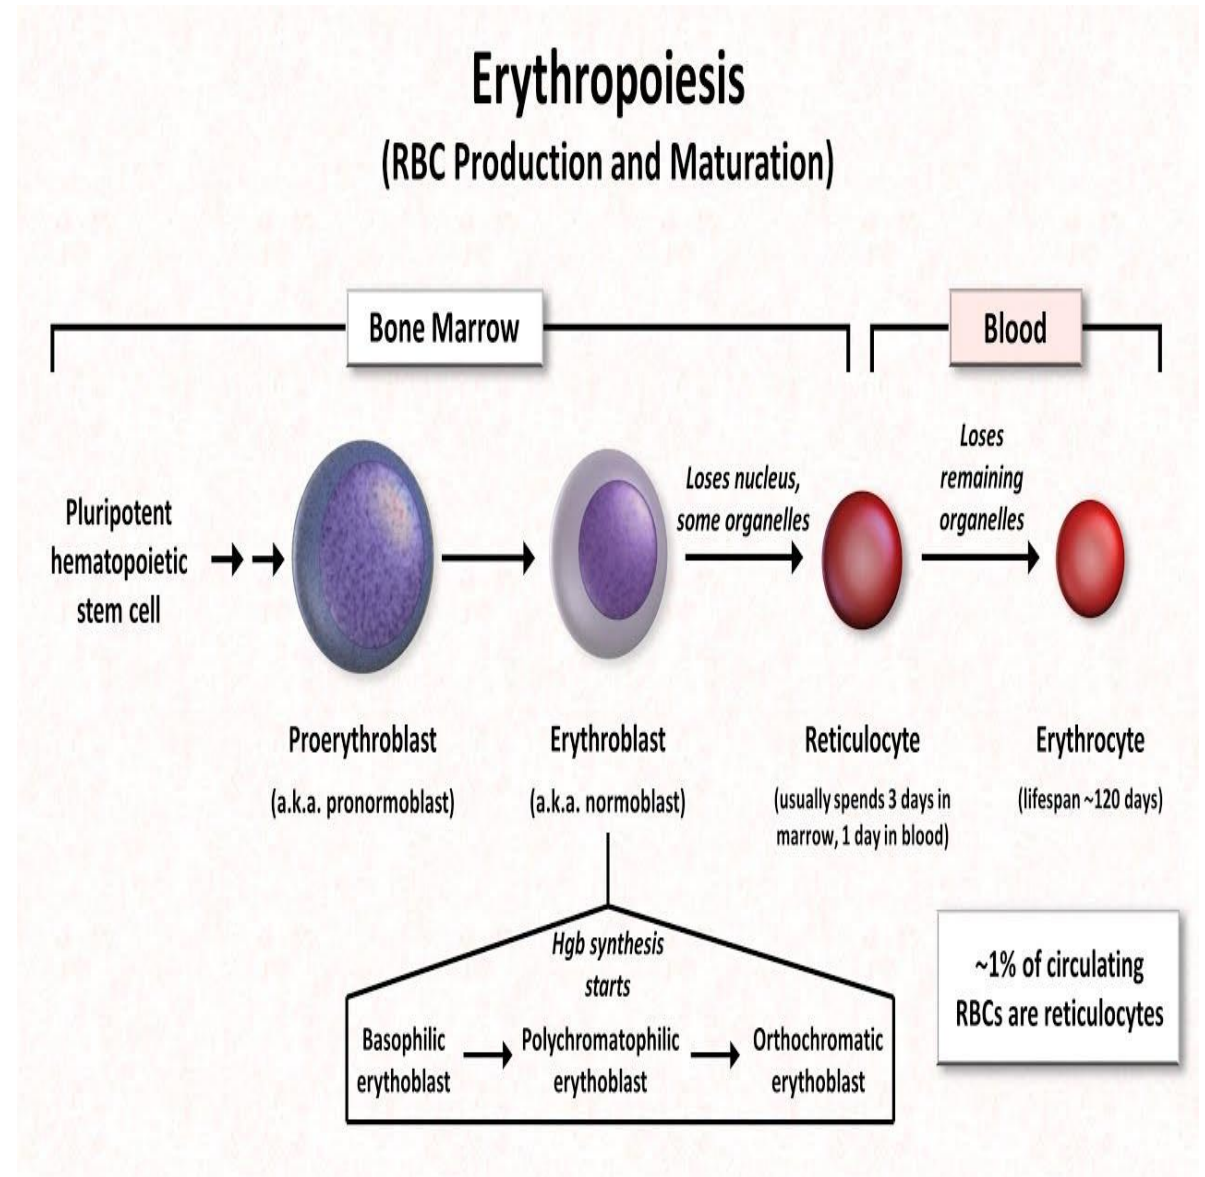 Erythropoiesis
(RBC Production and Maturation)
Bone Marrow
Blood
Pluripotent
hematopoietic
stem cell
Loses nucleus,
some organelles
Loses
remaining
organelles
Proerythroblast
(a.k.a. pronormoblast)
Erythroblast
(a.k.a. normoblast)
Reticulocyte
(usually spends 3 days in
marrow, 1 day in blood)
Erythrocyte
(lifespan ~120 days)
Hgb synthesis
starts
Basophilic
erythoblast
Polychromatophilic
erythoblast
Orthochromatic
erythoblast
~1% of circulating
RBCs are reticulocytes